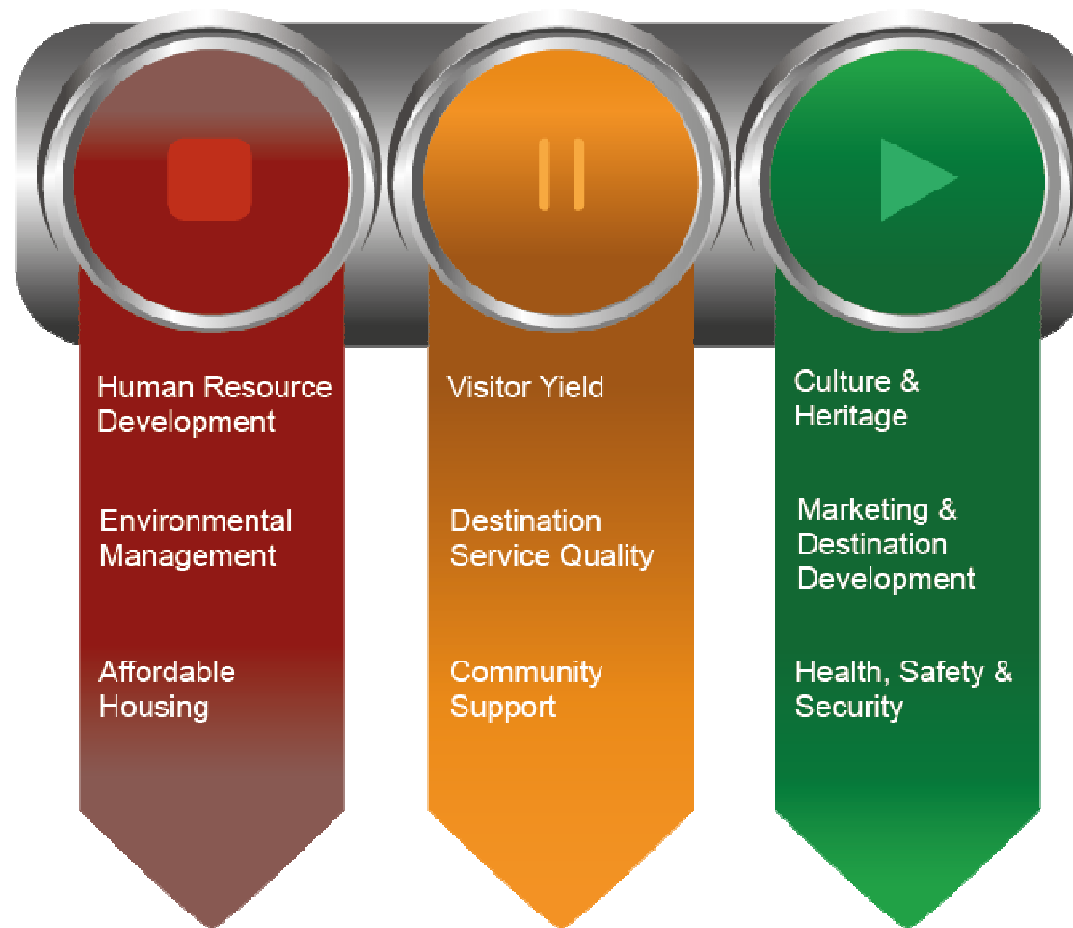 Human Resource
Development
Environmental
Management
Affordable
Housing
Visitor Yield
Destination
Service Quality
Community
Support
Culture &
Heritage
Marketing &
Destination
Development
Health, Safety &
Security